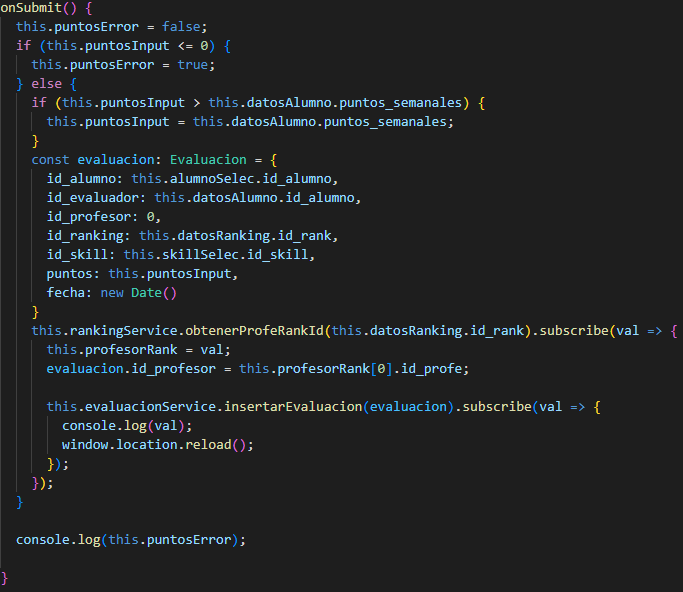 onSubmit() {
  this.puntosError = false;
  if (this.puntosInput <= 0) {
    this.puntosError = true;
  } else {
    if (this.puntosInput > this.datosAlumno.puntos_semanales) {
      this.puntosInput = this.datosAlumno.puntos_semanales;
    }
    const evaluacion: Evaluacion = {
      id_alumno: this.alumnoSelec.id_alumno,
      id_evaluador: this.datosAlumno.id_alumno,
      id_profesor: 0,
      id_ranking: this.datosRanking.id_rank,
      id_skill: this.skillSelec.id_skill,
      puntos: this.puntosInput,
      fecha: new Date()
    }
    this.rankingService.obtenerProfeRankId(this.datosRanking.id_rank).subscribe(val => {
      this.profesorRank = val;
      evaluacion.id_profesor = this.profesorRank[0].id_profe;

      this.evaluacionService.insertarEvaluacion(evaluacion).subscribe(val => {
        console.log(val);
        window.location.reload();
      });
    });
  }

  console.log(this.puntosError);

}